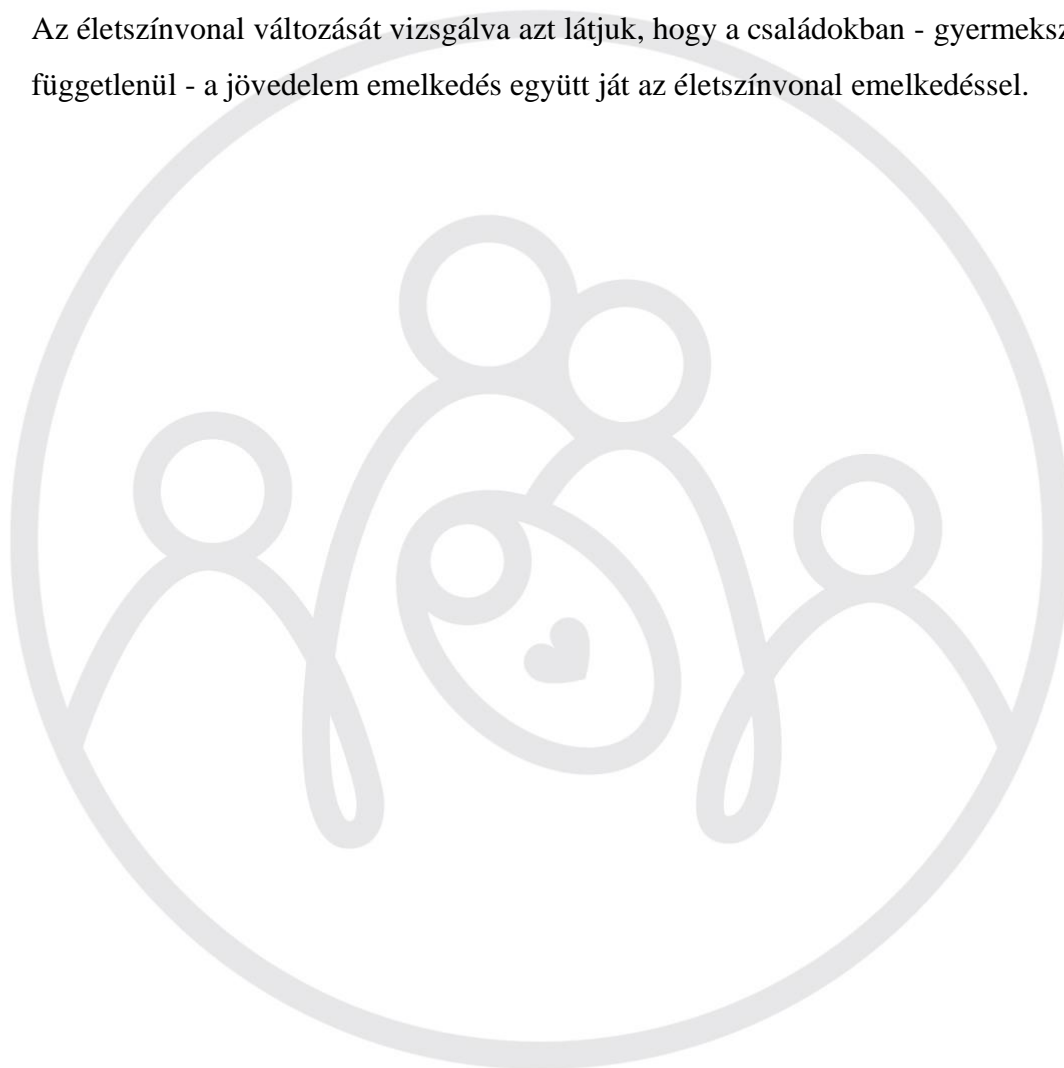 Az életszínvonal változását vizsgálva azt látjuk, hogy a családokban - gyermeksz
függetlenül - a jövedelem emelkedés együtt ját az életszínvonal emelkedéssel.